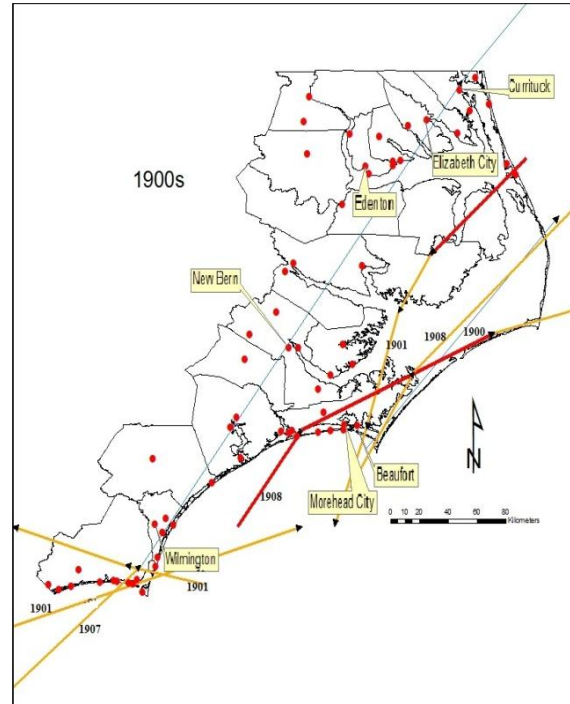 Currituck
1900s
Elizabeth City
Edenton
New Bern
1908
1900
1901
Beaufort
1908
Morehead City
N
0 10 20 40 60 80
Kilometers
Wilmington
1901
1901
1907